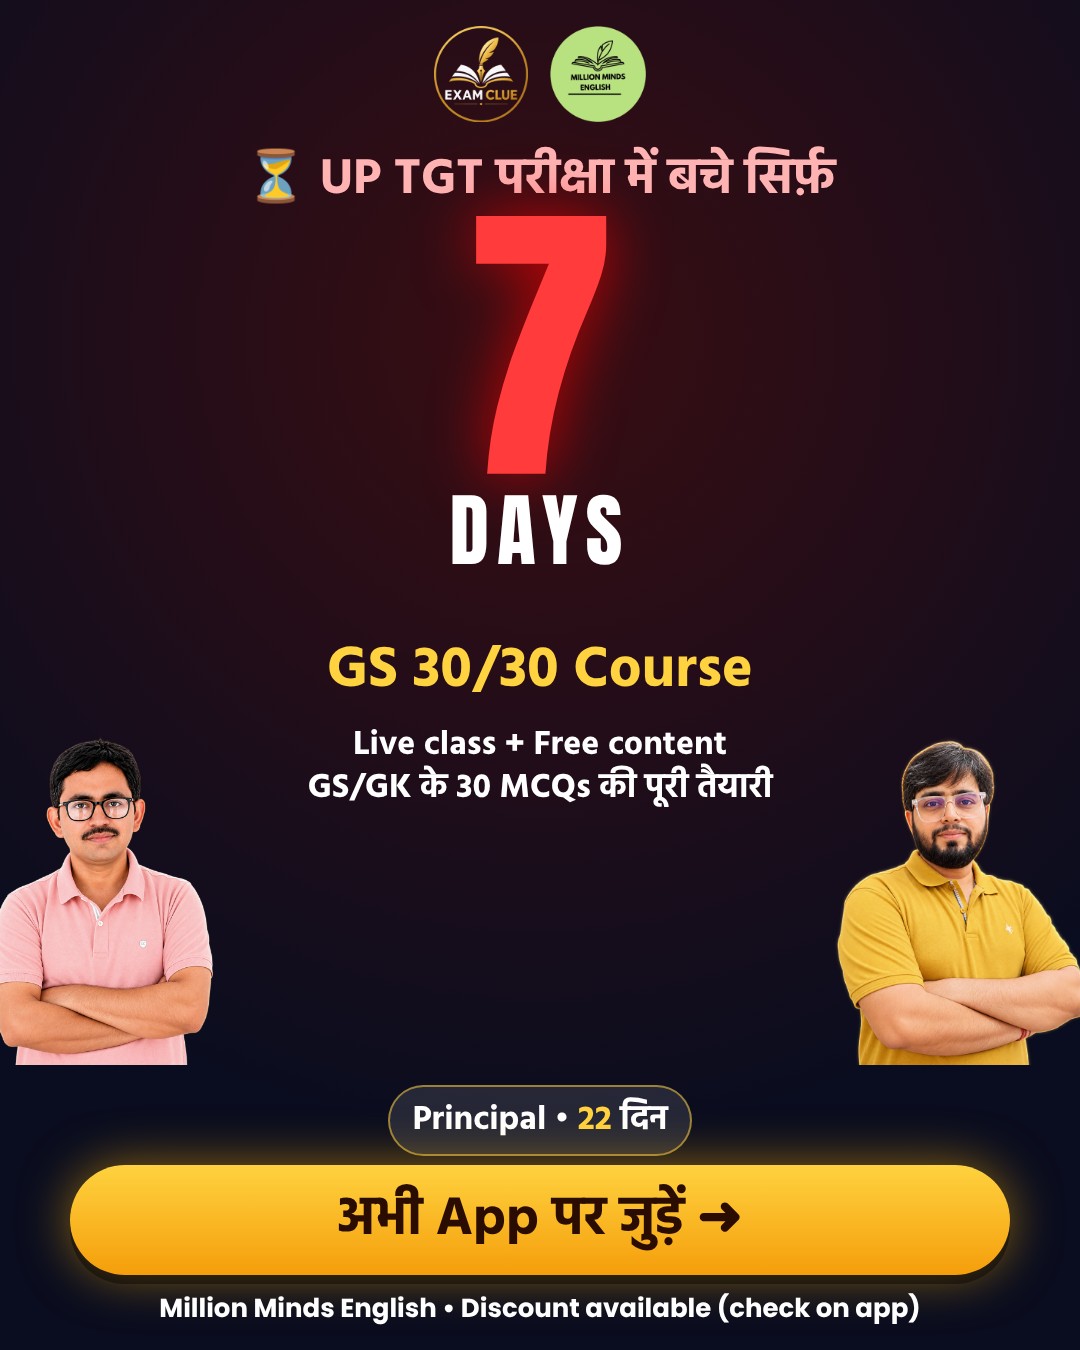 EXAM CLUE
MILLION MINDS
ENGLISH
⏳ UP TGT परीक्षा में बचे सिर्फ़
7
DAYS
GS 30/30 Course
Live class + Free content
GS/GK के 30 MCQs की पूरी तैयारी
Principal • 22 दिन
अभी App पर जुड़ें ➜
Million Minds English • Discount available (check on app)